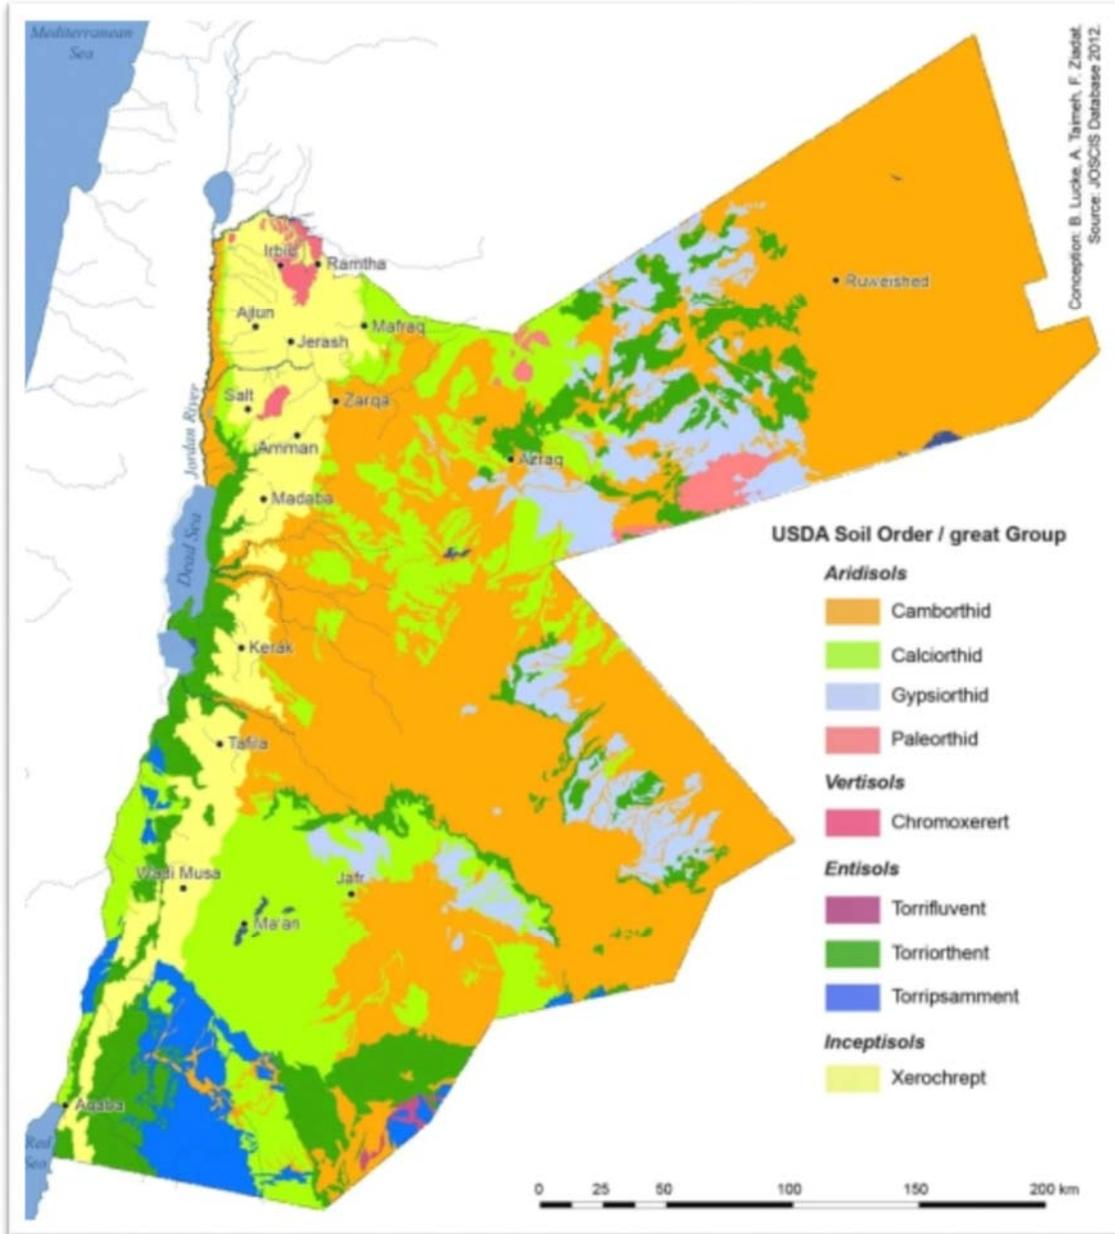 Mediterranean
Sea
Conception: B. Lucke, A. Taimeh, F. Ziadat.
Source: JOSCIS Database 2012.
Irbid
Ramtha
Ruweished
Ajlun
Mafraq
Jerash
Jordan River
Salt
Zarqa
Amman
Azraq
Madaba
Dead Sea
Kerak
Tafila
Wadi Musa
Jafr
Ma'an
Aqaba
Red
Sea
USDA Soil Order / great Group
Aridisols
Camborthid
Calciorthid
Gypsiorthid
Paleorthid
Vertisols
Chromoxerert
Entisols
Torrifluvent
Torriorthent
Torripsamment
Inceptisols
Xerochrept
0 25 50 100 150 200 km